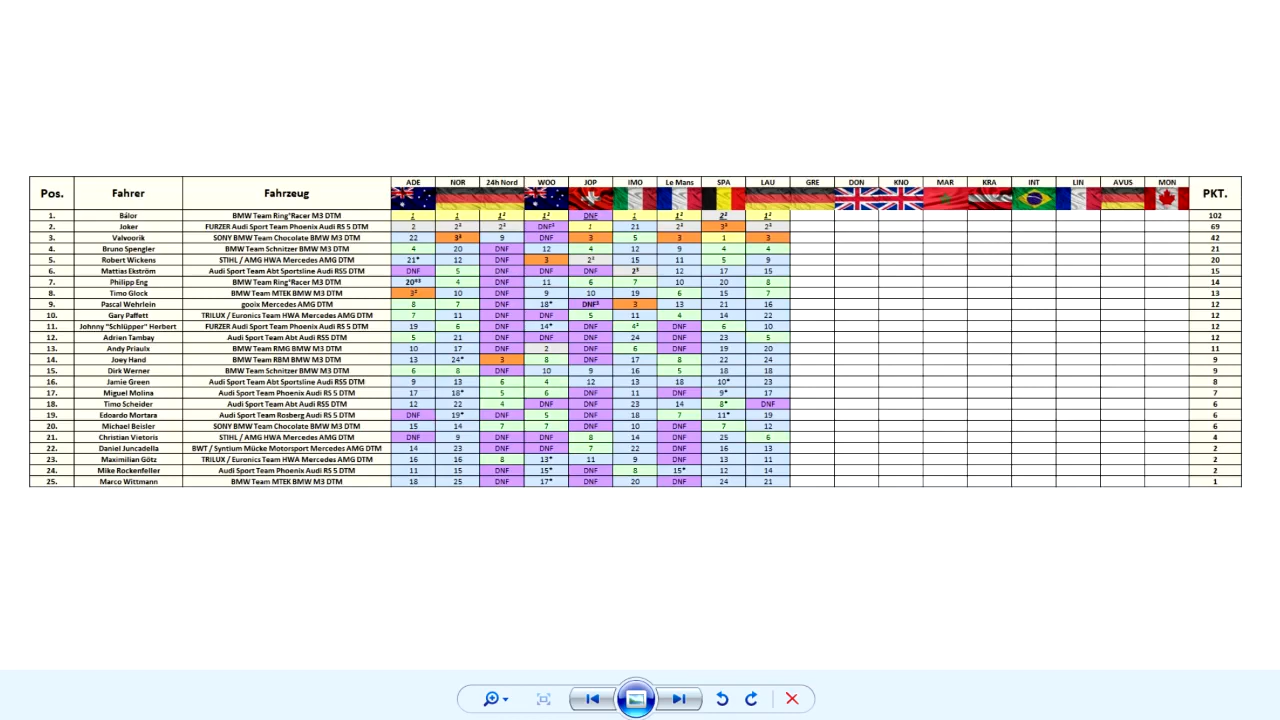 Pos. Fahrer Fahrzeug ADE NOR 24h Nord WOO JOP IMO Le Mans SPA LAU GRE DON KNO MAR KRA INT LIN AVUS MON PKT.
1. Bálor BMW Team Ring°Racer M3 DTM 1 1 1² 1² DNF 1 1² 2² 1² 102
2. Joker FURZER Audi Sport Team Phoenix Audi RS 5 DTM 2 2² 2³ DNF³ 1 21 2³ 3³ 2³ 69
3. Valvoorik SONY BMW Team Chocolate BMW M3 DTM 22 3³ 9 DNF 3 5 3 1 3 42
4. Bruno Spengler BMW Team Schnitzer BMW M3 DTM 4 20 DNF 12 4 12 9 4 4 21
5. Robert Wickens STIHL / AMG HWA Mercedes AMG DTM 21* 12 DNF 3 2² 15 11 5 9 20
6. Mattias Ekström Audi Sport Team Abt Sportsline Audi RS5 DTM DNF 5 DNF DNF DNF 2³ 12 17 15 15
7. Philipp Eng BMW Team Ring°Racer M3 DTM 20*³ 4 DNF 11 6 7 10 20 8 14
8. Timo Glock BMW Team MTEK BMW M3 DTM 3² 10 DNF 9 10 19 6 15 7 13
9. Pascal Wehrlein gooix Mercedes AMG DTM 8 7 DNF 18* DNF³ 3 13 21 16 12
10. Gary Paffett TRILUX / Euronics Team HWA Mercedes AMG DTM 7 11 DNF DNF 5 11 4 14 22 12
11. Johnny "Schlüpper" Herbert FURZER Audi Sport Team Phoenix Audi RS 5 DTM 19 6 DNF 14* DNF 4² DNF 6 10 12
12. Adrien Tambay Audi Sport Team Abt Audi RS5 DTM 5 21 DNF DNF DNF 24 DNF 23 5 12
13. Andy Priaulx BMW Team RMG BMW M3 DTM 10 17 DNF 2 DNF 6 DNF 19 20 11
14. Joey Hand BMW Team RBM BMW M3 DTM 13 24* 3 8 DNF 17 8 22 24 9
15. Dirk Werner BMW Team Schnitzer BMW M3 DTM 6 8 DNF 10 9 16 5 18 18 9
16. Jamie Green Audi Sport Team Abt Sportsline Audi RS5 DTM 9 13 6 4 12 13 18 10* 23 8
17. Miguel Molina Audi Sport Team Phoenix Audi RS 5 DTM 17 18* 5 6 DNF 11 DNF 9* 17 7
18. Timo Scheider Audi Sport Team Abt Audi RS5 DTM 12 22 4 DNF DNF 23 14 8* DNF 6
19. Edoardo Mortara Audi Sport Team Rosberg Audi RS 5 DTM DNF 19* DNF 5 DNF 18 7 11* 19 6
20. Michael Beisler SONY BMW Team Chocolate BMW M3 DTM 15 14 7 7 DNF 10 DNF 7 12 6
21. Christian Vietoris STIHL / AMG HWA Mercedes AMG DTM DNF 9 DNF DNF 8 14 DNF 25 6 4
22. Daniel Juncadella BWT / Syntium Mücke Motorsport Mercedes AMG DTM 14 23 DNF DNF 7 22 DNF 16 13 2
23. Maximilian Götz TRILUX / Euronics Team HWA Mercedes AMG DTM 16 16 8 13* 11 9 DNF 13 11 2
24. Mike Rockenfeller Audi Sport Team Phoenix Audi RS 5 DTM 11 15 DNF 15* DNF 8 15* 12 14 2
25. Marco Wittmann BMW Team MTEK BMW M3 DTM 18 25 DNF 17* DNF 20 DNF 24 21 1